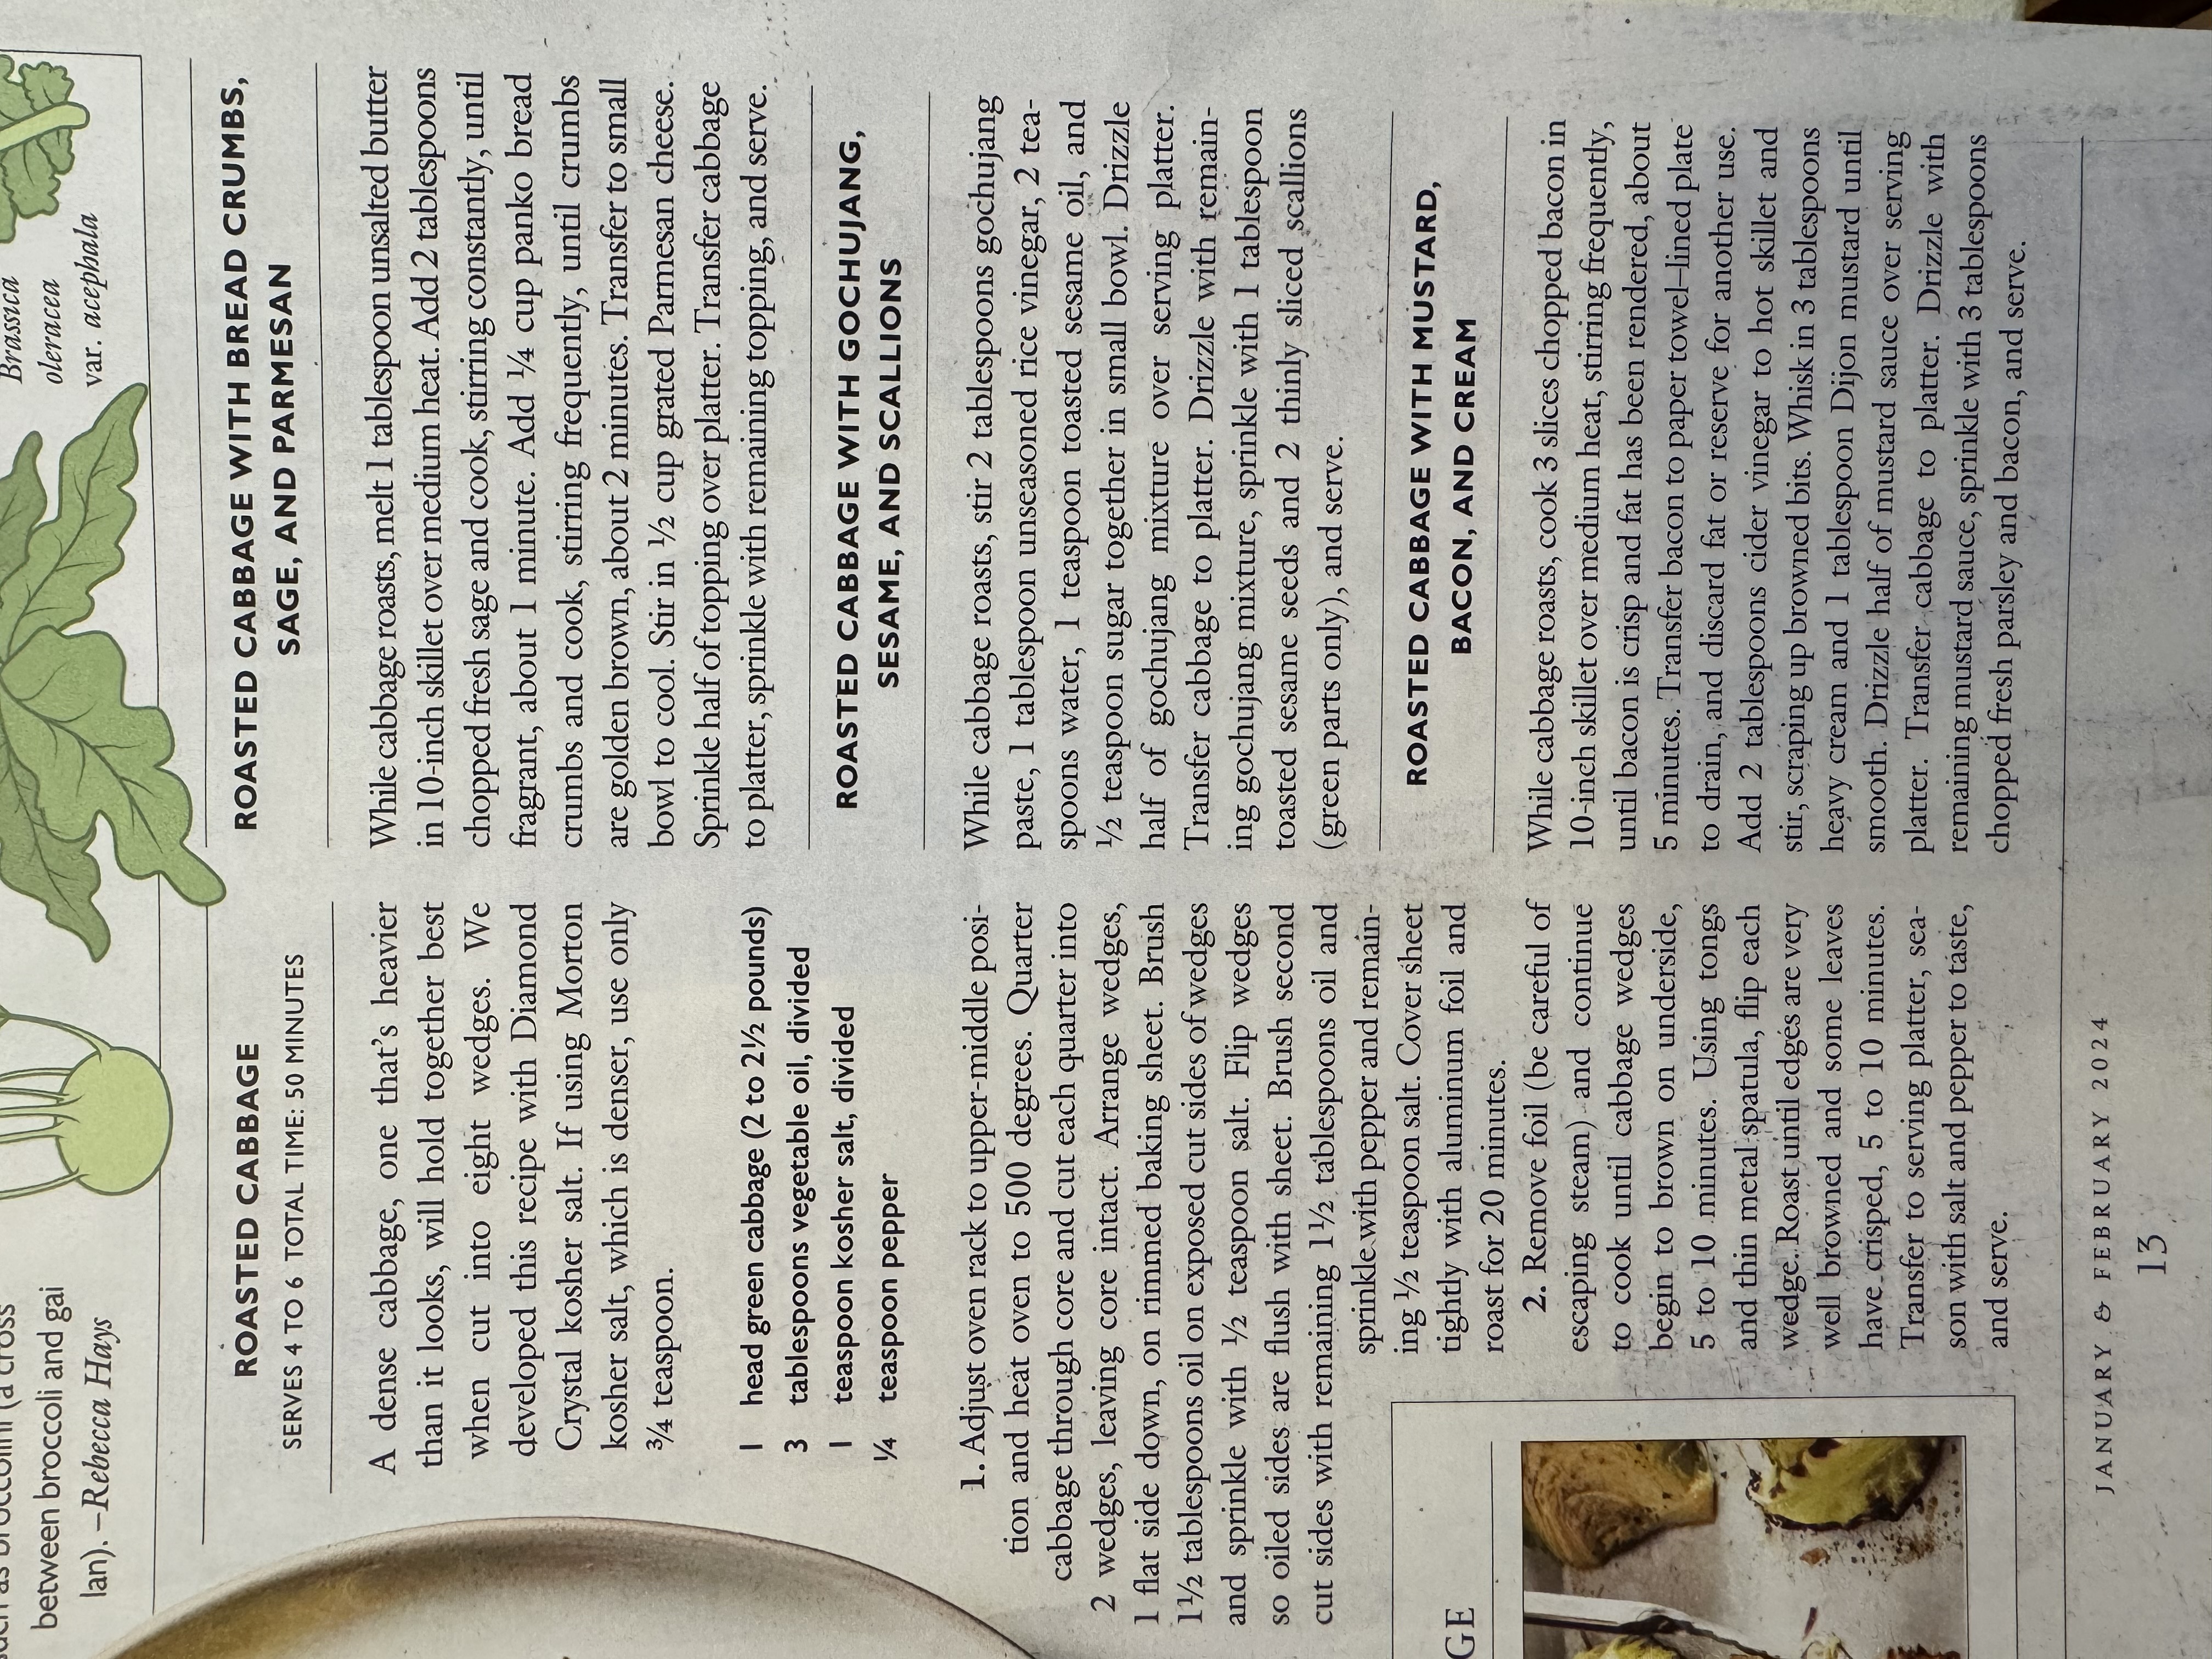 such as broccolini (a cross
between broccoli and gai
lan). –Rebecca Hays
Brassica
oleracea
var. acephala
ROASTED CABBAGE
SERVES 4 TO 6 TOTAL TIME: 50 MINUTES
A dense cabbage, one that's heavier
than it looks, will hold together best
when cut into eight wedges. We
developed this recipe with Diamond
Crystal kosher salt. If using Morton
kosher salt, which is denser, use only
¾ teaspoon.
1 head green cabbage (2 to 2½ pounds)
3 tablespoons vegetable oil, divided
1 teaspoon kosher salt, divided
¼ teaspoon pepper
1. Adjust oven rack to upper-middle posi-
tion and heat oven to 500 degrees. Quarter
cabbage through core and cut each quarter into
2 wedges, leaving core intact. Arrange wedges,
1 flat side down, on rimmed baking sheet. Brush
1½ tablespoons oil on exposed cut sides of wedges
and sprinkle with ½ teaspoon salt. Flip wedges
so oiled sides are flush with sheet. Brush second
cut sides with remaining 1½ tablespoons oil and
sprinkle with pepper and remain-
ing ½ teaspoon salt. Cover sheet
tightly with aluminum foil and
roast for 20 minutes.
2. Remove foil (be careful of
escaping steam) and continue
to cook until cabbage wedges
begin to brown on underside,
5 to 10 minutes. Using tongs
and thin metal spatula, flip each
wedge. Roast until edges are very
well browned and some leaves
have crisped, 5 to 10 minutes.
Transfer to serving platter, sea-
son with salt and pepper to taste,
and serve.
GE
ROASTED CABBAGE WITH BREAD CRUMBS,
SAGE, AND PARMESAN
While cabbage roasts, melt 1 tablespoon unsalted butter
in 10-inch skillet over medium heat. Add 2 tablespoons
chopped fresh sage and cook, stirring constantly, until
fragrant, about 1 minute. Add ¼ cup panko bread
crumbs and cook, stirring frequently, until crumbs
are golden brown, about 2 minutes. Transfer to small
bowl to cool. Stir in ½ cup grated Parmesan cheese.
Sprinkle half of topping over platter. Transfer cabbage
to platter, sprinkle with remaining topping, and serve.
ROASTED CABBAGE WITH GOCHUJANG,
SESAME, AND SCALLIONS
While cabbage roasts, stir 2 tablespoons gochujang
paste, 1 tablespoon unseasoned rice vinegar, 2 tea-
spoons water, 1 teaspoon toasted sesame oil, and
½ teaspoon sugar together in small bowl. Drizzle
half of gochujang mixture over serving platter.
Transfer cabbage to platter. Drizzle with remain-
ing gochujang mixture, sprinkle with 1 tablespoon
toasted sesame seeds and 2 thinly sliced scallions
(green parts only), and serve.
ROASTED CABBAGE WITH MUSTARD,
BACON, AND CREAM
While cabbage roasts, cook 3 slices chopped bacon in
10-inch skillet over medium heat, stirring frequently,
until bacon is crisp and fat has been rendered, about
5 minutes. Transfer bacon to paper towel–lined plate
to drain, and discard fat or reserve for another use.
Add 2 tablespoons cider vinegar to hot skillet and
stir, scraping up browned bits. Whisk in 3 tablespoons
heavy cream and 1 tablespoon Dijon mustard until
smooth. Drizzle half of mustard sauce over serving
platter. Transfer cabbage to platter. Drizzle with
remaining mustard sauce, sprinkle with 3 tablespoons
chopped fresh parsley and bacon, and serve.
JANUARY & FEBRUARY 2024
13